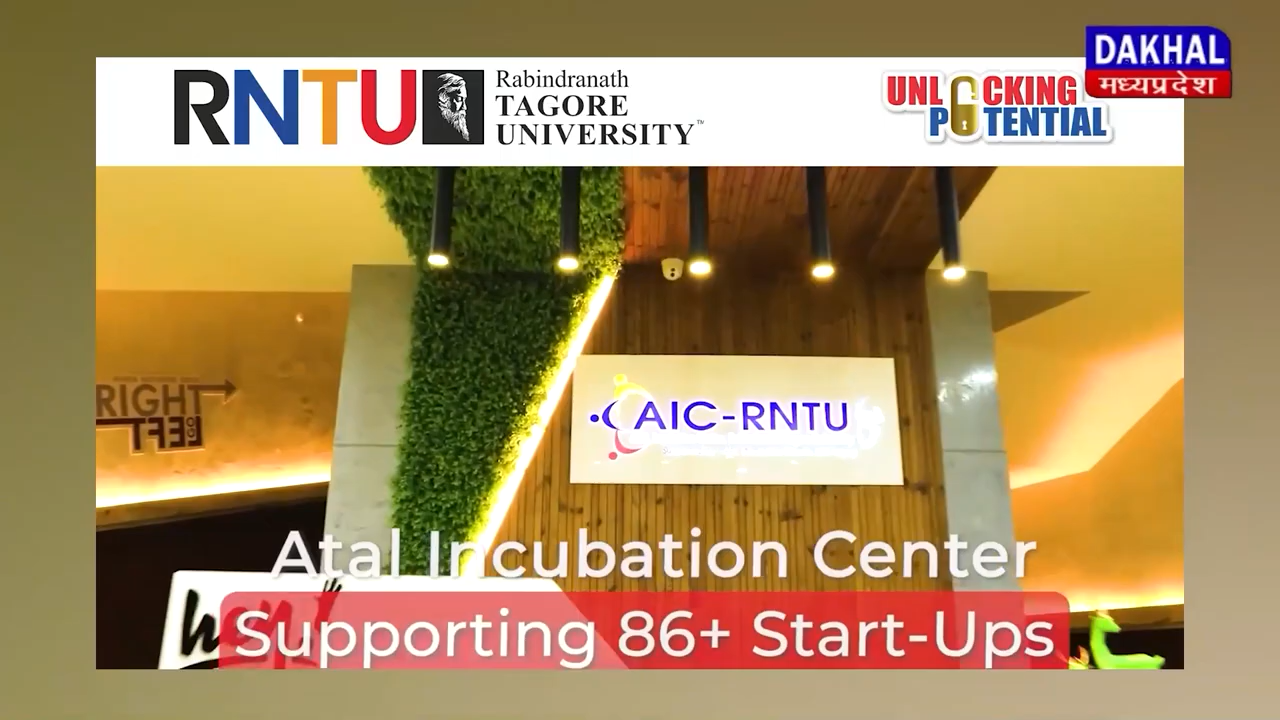 RNTU
Rabindranath
TAGORE
UNIVERSITY™
UNLOCKING
POTENTIAL
DAKHAL
मध्यप्रदेश
RIGHT
LEFT
GO
AIC-RNTU
Atal Incubation Center
Supporting 86+ Start-Ups